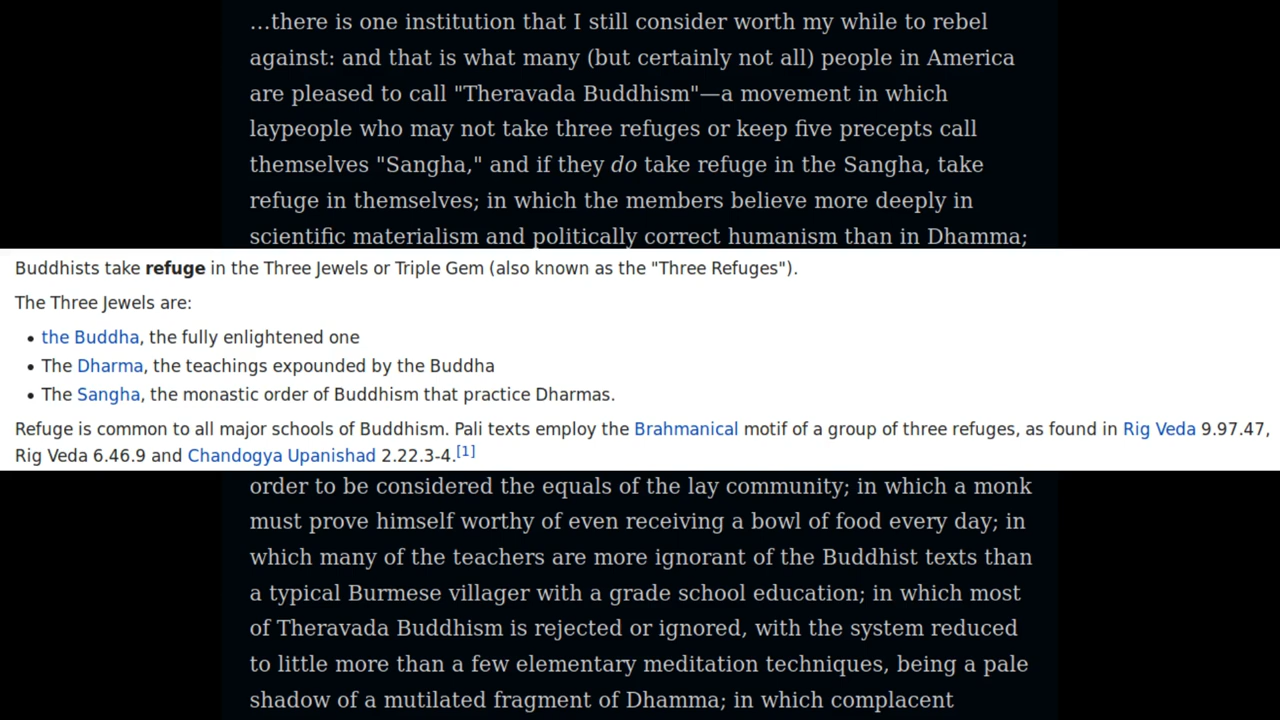 …there is one institution that I still consider worth my while to rebel
against: and that is what many (but certainly not all) people in America
are pleased to call "Theravada Buddhism"—a movement in which
laypeople who may not take three refuges or keep five precepts call
themselves "Sangha," and if they do take refuge in the Sangha, take
refuge in themselves; in which the members believe more deeply in
scientific materialism and politically correct humanism than in Dhamma;
Buddhists take refuge in the Three Jewels or Triple Gem (also known as the "Three Refuges").
The Three Jewels are:
• the Buddha, the fully enlightened one
• The Dharma, the teachings expounded by the Buddha
• The Sangha, the monastic order of Buddhism that practice Dharmas.
Refuge is common to all major schools of Buddhism. Pali texts employ the Brahmanical motif of a group of three refuges, as found in Rig Veda 9.97.47,
Rig Veda 6.46.9 and Chandogya Upanishad 2.22.3-4.[1]
order to be considered the equals of the lay community; in which a monk
must prove himself worthy of even receiving a bowl of food every day; in
which many of the teachers are more ignorant of the Buddhist texts than
a typical Burmese villager with a grade school education; in which most
of Theravada Buddhism is rejected or ignored, with the system reduced
to little more than a few elementary meditation techniques, being a pale
shadow of a mutilated fragment of Dhamma; in which complacent